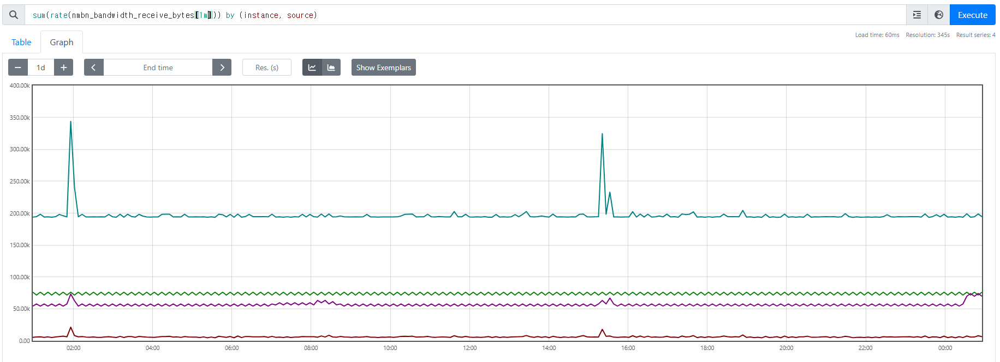 sum(rate(nmbn_bandwidth_receive_bytes[1m])) by (instance, source)
Execute
Table
Graph
Load time: 60ms Resolution: 345s Result series: 4
1d
End time
Res. (s)
Show Exemplars
400.00k
350.00k
300.00k
250.00k
200.00k
150.00k
100.00k
50.00k
0.00
02:00 04:00 06:00 08:00 10:00 12:00 14:00 16:00 18:00 20:00 22:00 00:00